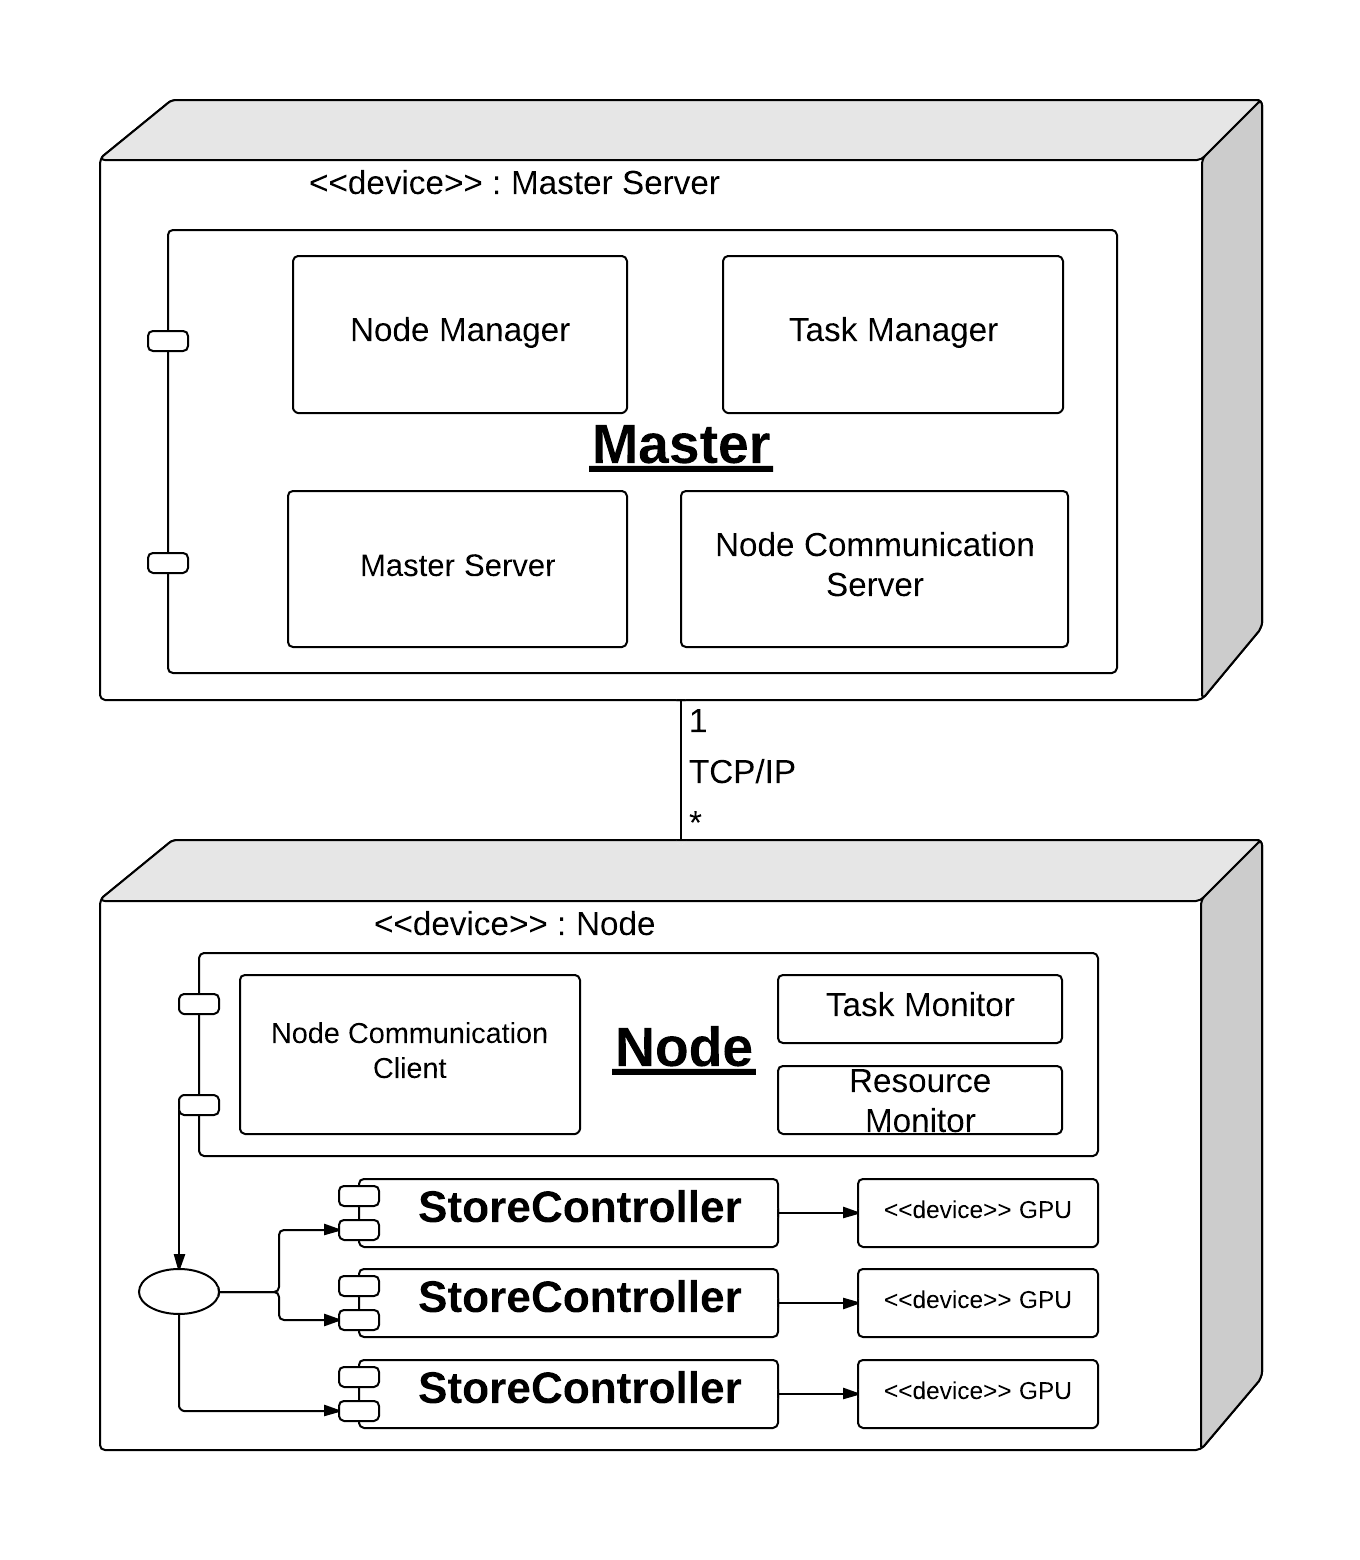 <<device>> : Master Server
Node Manager
Task Manager
Master
Master Server
Node Communication
Server
1
TCP/IP
*
<<device>> : Node
Node Communication
Client
Node
Task Monitor
Resource
Monitor
StoreController
<<device>> GPU
StoreController
<<device>> GPU
StoreController
<<device>> GPU